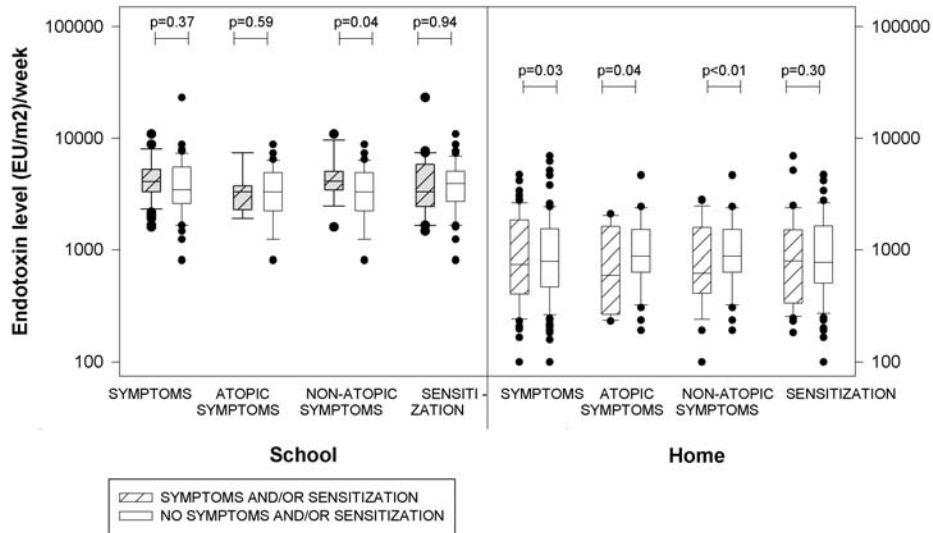 Endotoxin level (EU/m2)/week
100000
10000
1000
100
p=0.37
p=0.59
p=0.04
p=0.94
p=0.03
p=0.04
p<0.01
p=0.30
100000
10000
1000
100
SYMPTOMS
ATOPIC
SYMPTOMS
NON-ATOPIC
SYMPTOMS
SENSITI -
ZATION
SYMPTOMS
ATOPIC
SYMPTOMS
NON-ATOPIC
SYMPTOMS
SENSITIZATION
School
Home
SYMPTOMS AND/OR SENSITIZATION
NO SYMPTOMS AND/OR SENSITIZATION